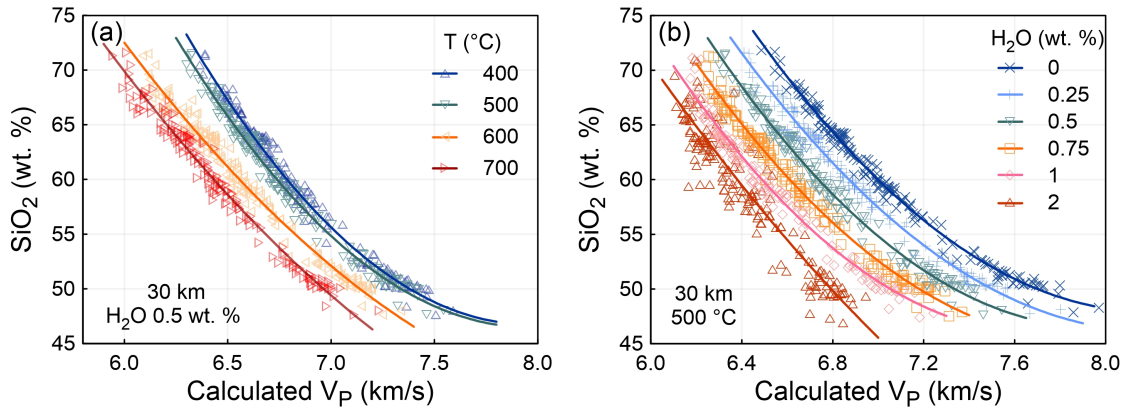 (a)
T (°C)
400
500
600
700
30 km
H₂O 0.5 wt. %
SiO₂ (wt. %)
75
70
65
60
55
50
45
6.0 6.5 7.0 7.5 8.0
Calculated V_P (km/s)
(b)
H₂O (wt. %)
0
0.25
0.5
0.75
1
2
30 km
500 °C
SiO₂ (wt. %)
75
70
65
60
55
50
45
6.0 6.4 6.8 7.2 7.6 8.0
Calculated V_P (km/s)